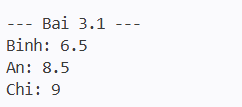 --- Bai 3.1 ---
Binh: 6.5
An: 8.5
Chi: 9